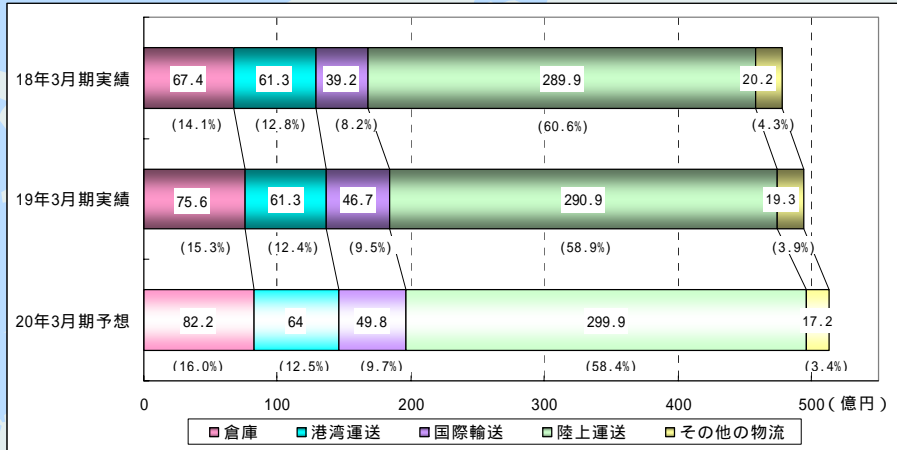 18年3月期実績
67.4 61.3 39.2 289.9 20.2
(14.1%) (12.8%) (8.2%) (60.6%) (4.3%)
19年3月期実績
75.6 61.3 46.7 290.9 19.3
(15.3%) (12.4%) (9.5%) (58.9%) (3.9%)
20年3月期予想
82.2 64 49.8 299.9 17.2
(16.0%) (12.5%) (9.7%) (58.4%) (3.4%)
0 100 200 300 400 500 (億円)
倉庫 港湾運送 国際輸送 陸上運送 その他の物流